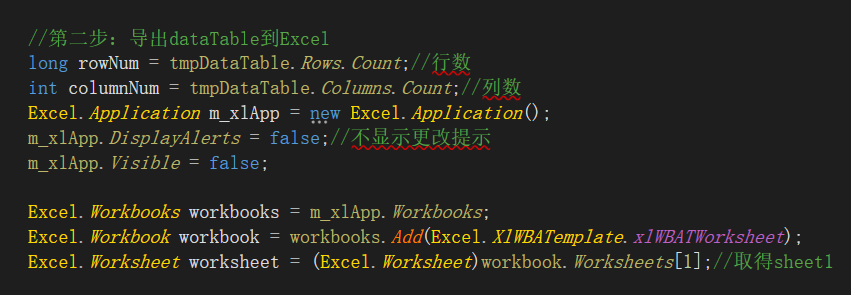 //第二步：导出dataTable到Excel
long rowNum = tmpDataTable.Rows.Count;//行数
int columnNum = tmpDataTable.Columns.Count;//列数
Excel.Application m_xlApp = new Excel.Application();
m_xlApp.DisplayAlerts = false;//不显示更改提示
m_xlApp.Visible = false;
Excel.Workbooks workbooks = m_xlApp.Workbooks;
Excel.Workbook workbook = workbooks.Add(Excel.XlWBATemplate.xlWBATWorksheet);
Excel.Worksheet worksheet = (Excel.Worksheet)workbook.Worksheets[1];//取得sheet1